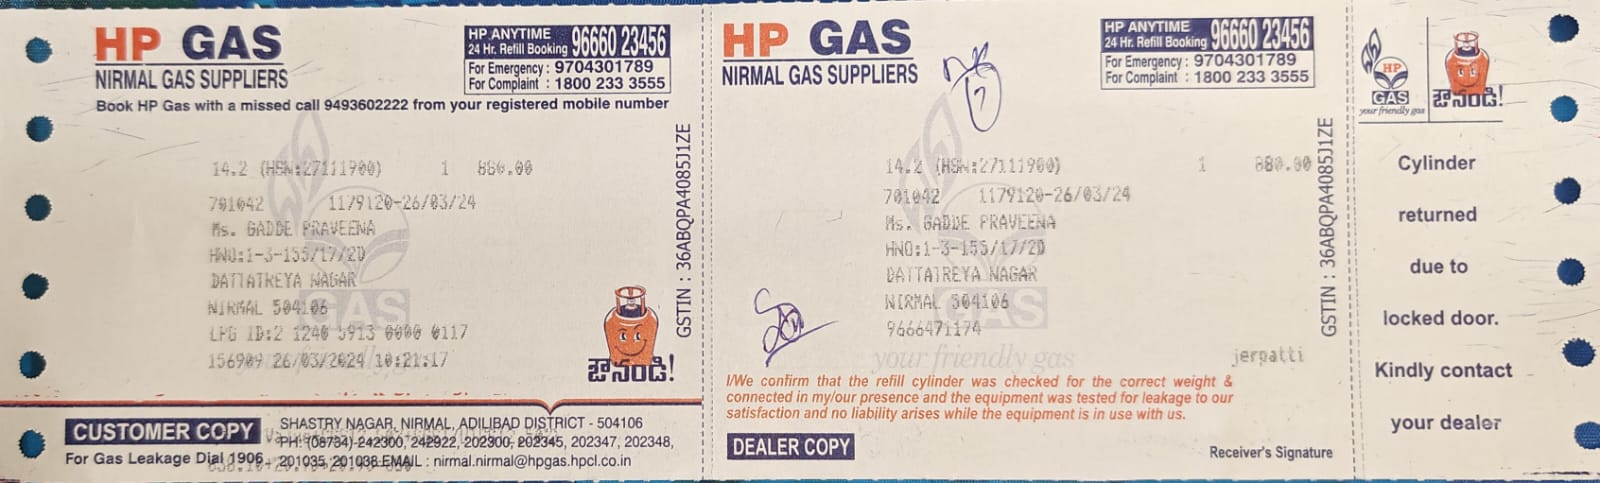 HP GAS
NIRMAL GAS SUPPLIERS
HP ANYTIME
24 Hr. Refill Booking 96660 23456
For Emergency : 9704301789
For Complaint : 1800 233 3555
Book HP Gas with a missed call 9493602222 from your registered mobile number
14.2 (HSN:27111900) 1 880.00
701042 1179120-26/03/24
Ms. GADDE PRAVEENA
HNO:1-3-155/17/2D
DATTATREYA NAGAR
NIRMAL 504106
LPG ID:2 1240 5913 0000 0117
156909 26/03/2024 10:21:17
GAS
your friendly gas
GSTIN : 36ABQPA4085J1ZE
ఔనండి!
CUSTOMER COPY
For Gas Leakage Dial 1906
SHASTRY NAGAR, NIRMAL, ADILIBAD DISTRICT - 504106
PH: (08734)-242300, 242922, 202300, 202345, 202347, 202348,
201035, 201036 EMAIL : nirmal.nirmal@hpgas.hpcl.co.in
HP GAS
NIRMAL GAS SUPPLIERS
HP ANYTIME
24 Hr. Refill Booking 96660 23456
For Emergency : 9704301789
For Complaint : 1800 233 3555
14.2 (HSN:27111900) 1 880.00
701042 1179120-26/03/24
Ms. GADDE PRAVEENA
HNO:1-3-155/17/2D
DATTATREYA NAGAR
NIRMAL 504106
9666471174
GAS
your friendly gas
jerpatti
GSTIN : 36ABQPA4085J1ZE
I/We confirm that the refill cylinder was checked for the correct weight &
connected in my/our presence and the equipment was tested for leakage to our
satisfaction and no liability arises while the equipment is in use with us.
DEALER COPY
Receiver's Signature
HP
GAS
your friendly gas
ఔనండి!
Cylinder
returned
due to
locked door.
Kindly contact
your dealer